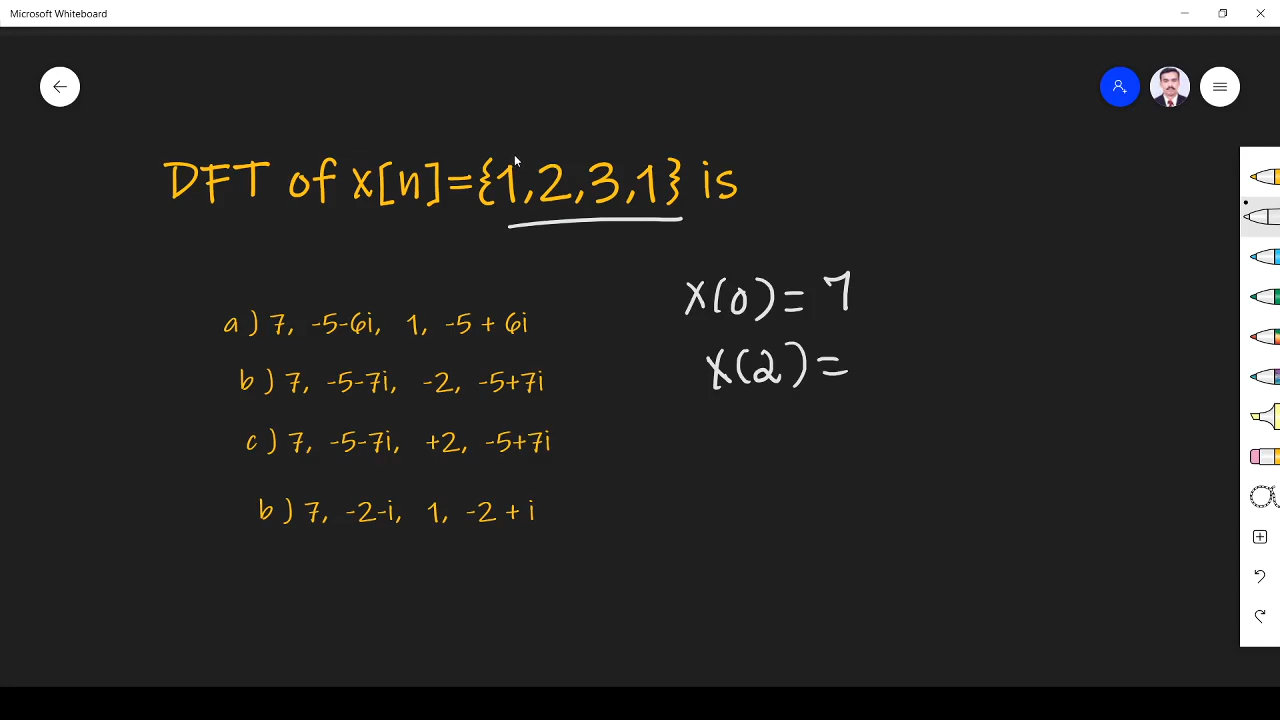 Microsoft Whiteboard
DFT of x[n]={1,2,3,1} is
X(0)=7
a) 7, -5-6i, 1, -5 + 6i
X(2)=
b) 7, -5-7i, -2, -5+7i
c) 7, -5-7i, +2, -5+7i
b) 7, -2-i, 1, -2 + i